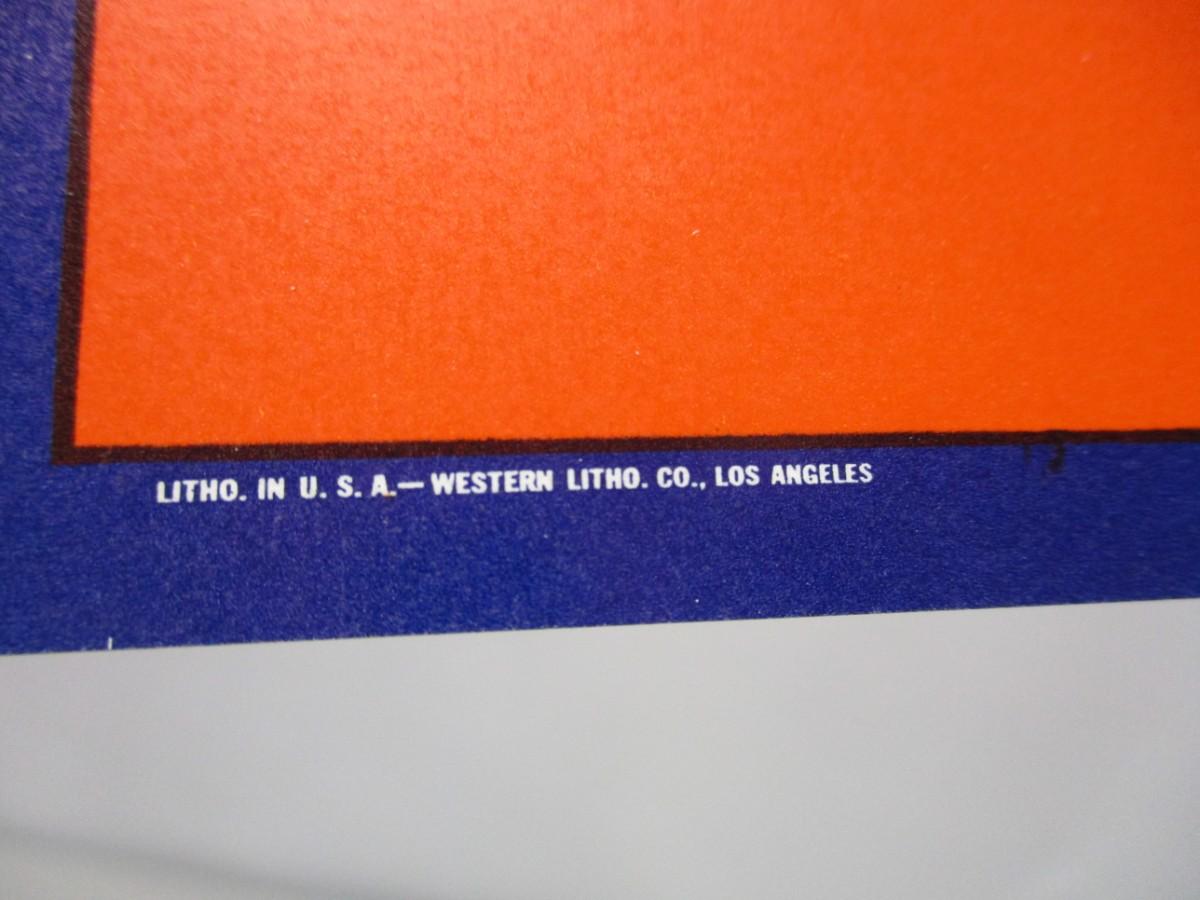 LITHO. IN U. S. A.— WESTERN LITHO. CO., LOS ANGELES